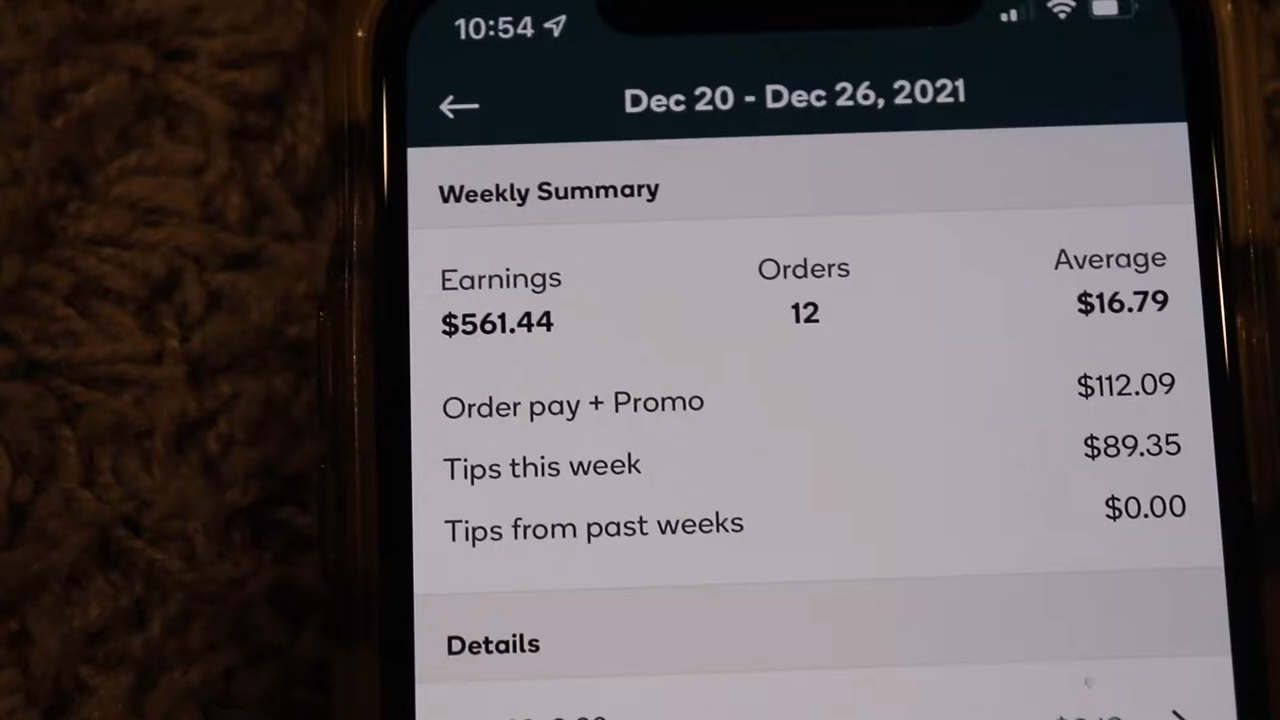 10:54
Dec 20 - Dec 26, 2021
Weekly Summary
Earnings Orders Average
$561.44 12 $16.79
Order pay + Promo $112.09
Tips this week $89.35
Tips from past weeks $0.00
Details